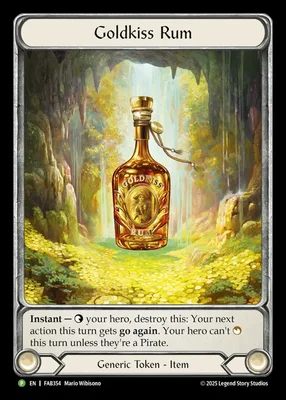 Goldkiss Rum
GOLDKISS
RUM
Instant — your hero, destroy this: Your next
action this turn gets go again. Your hero can't
this turn unless they're a Pirate.
Generic Token - Item
P EN | FAB354 Mario Wibisono © 2025 Legend Story Studios